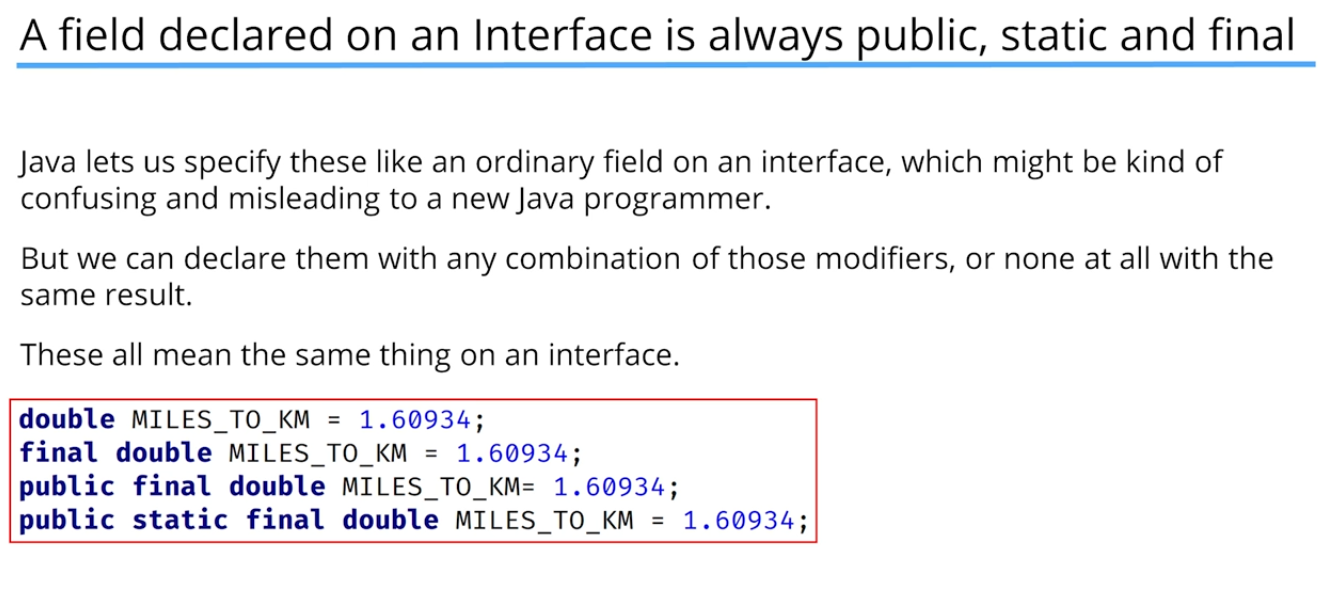 A field declared on an Interface is always public, static and final
Java lets us specify these like an ordinary field on an interface, which might be kind of
confusing and misleading to a new Java programmer.
But we can declare them with any combination of those modifiers, or none at all with the
same result.
These all mean the same thing on an interface.
double MILES_TO_KM = 1.60934;
final double MILES_TO_KM = 1.60934;
public final double MILES_TO_KM= 1.60934;
public static final double MILES_TO_KM = 1.60934;